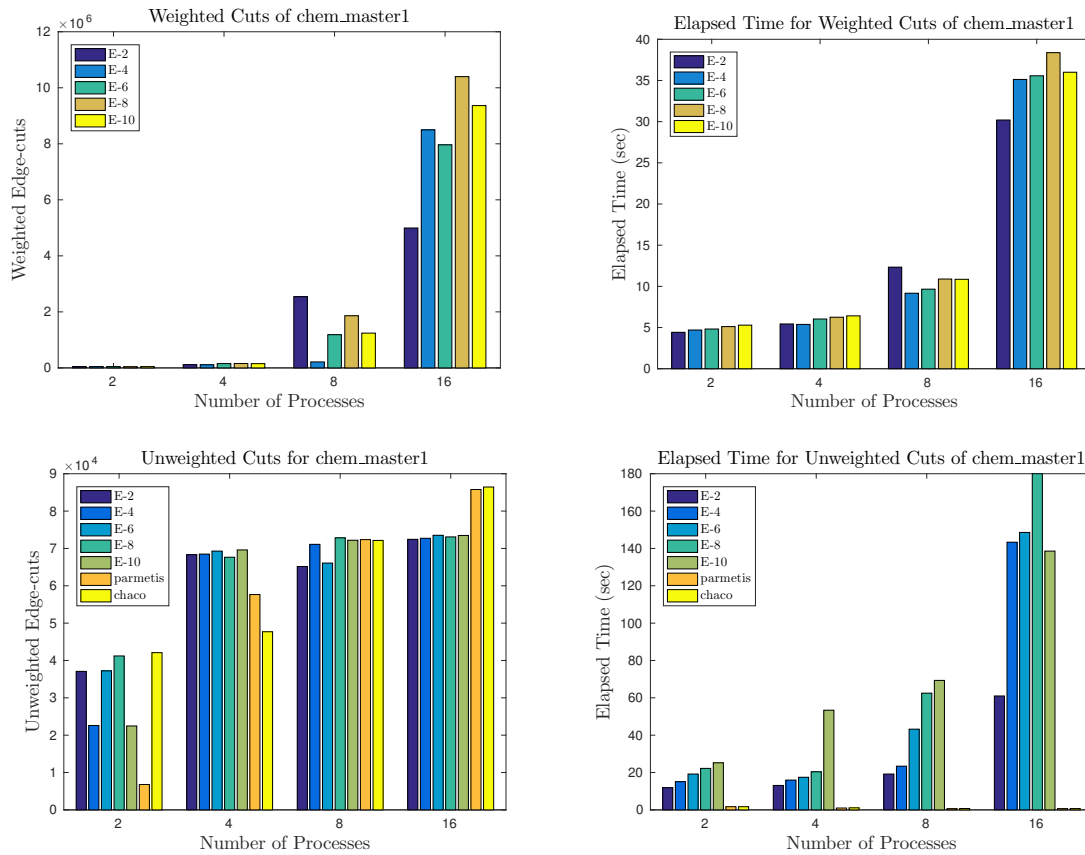 Weighted Cuts of chem_master1
×10^6
12
10
8
6
4
2
0
Weighted Edge-cuts
E-2
E-4
E-6
E-8
E-10
2 4 8 16
Number of Processes
Elapsed Time for Weighted Cuts of chem_master1
40
35
30
25
20
15
10
5
0
Elapsed Time (sec)
E-2
E-4
E-6
E-8
E-10
2 4 8 16
Number of Processes
Unweighted Cuts for chem_master1
×10^4
9
8
7
6
5
4
3
2
1
0
Unweighted Edge-cuts
E-2
E-4
E-6
E-8
E-10
parmetis
chaco
2 4 8 16
Number of Processes
Elapsed Time for Unweighted Cuts of chem_master1
180
160
140
120
100
80
60
40
20
0
Elapsed Time (sec)
E-2
E-4
E-6
E-8
E-10
parmetis
chaco
2 4 8 16
Number of Processes